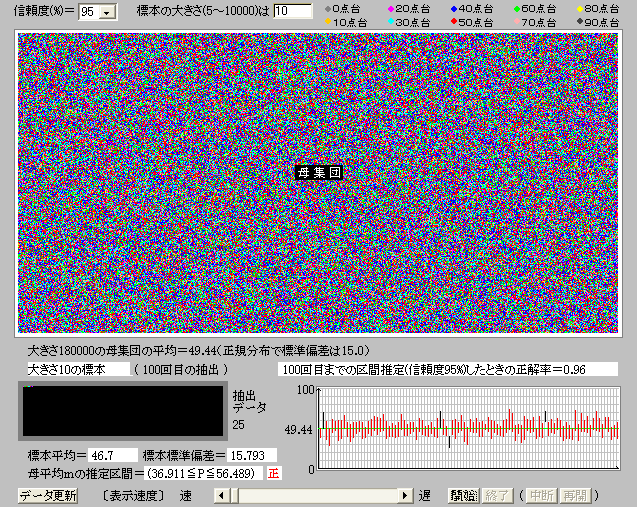 信頼度(%)= 95 標本の大きさ(5～10000)は 10
◆0点台 ◆20点台 ◆40点台 ◆60点台 ◆80点台
◆10点台 ◆30点台 ◆50点台 ◆70点台 ◆90点台
母集団
大きさ180000の母集団の平均=49.44(正規分布で標準偏差は15.0)
大きさ10の標本 (100回目の抽出) 100回目までの区間推定(信頼度95%)したときの正解率=0.96
抽出
データ
25
100
49.44
0
標本平均= 46.7 標本標準偏差= 15.793
母平均mの推定区間= (36.911≦P≦56.489) 正
データ更新 〔表示速度〕 速 遅 開始 終了 ( 中断 再開 )